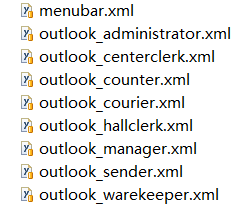 menubar.xml
outlook_administrator.xml
outlook_centerclerk.xml
outlook_counter.xml
outlook_courier.xml
outlook_hallclerk.xml
outlook_manager.xml
outlook_sender.xml
outlook_warekeeper.xml